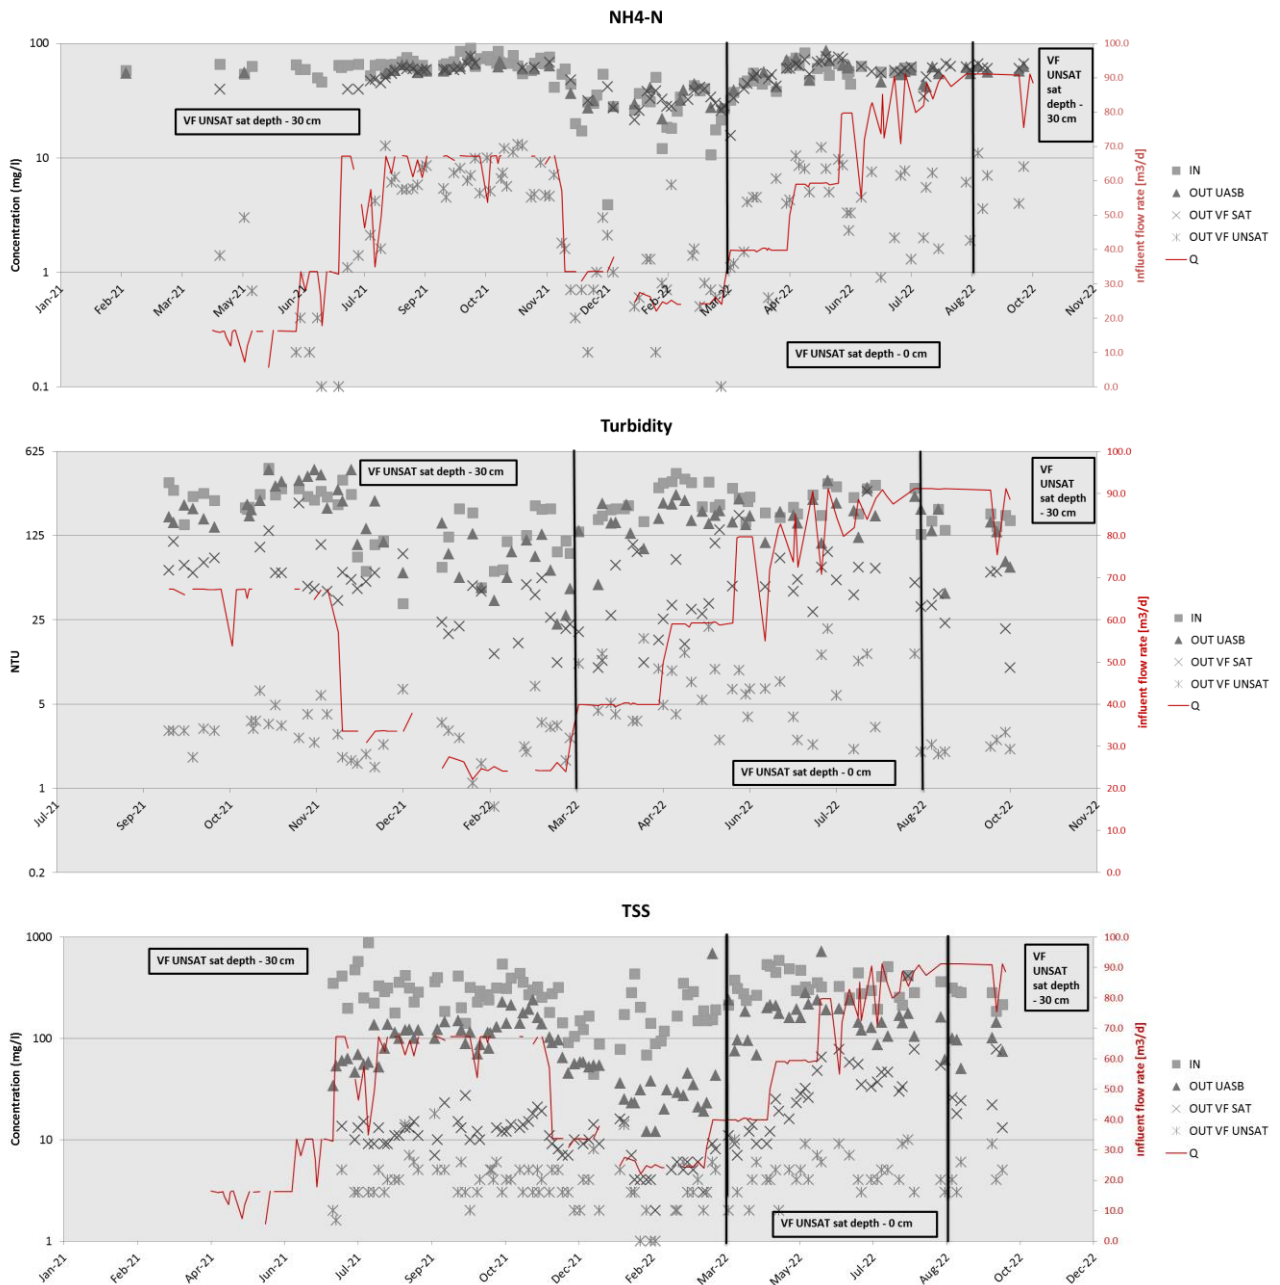 NH4-N
100
10
1
0.1
Concentration (mg/l)
Jan-21
Feb-21
Mar-21
May-21
Jun-21
Jul-21
Sep-21
Oct-21
Nov-21
Dec-21
Feb-22
Mar-22
Apr-22
Jun-22
Jul-22
Aug-22
Oct-22
Nov-22
100.0
90.0
80.0
70.0
60.0
50.0
40.0
30.0
20.0
10.0
0.0
influent flow rate [m3/d]
VF UNSAT sat depth - 30 cm
VF UNSAT sat depth - 0 cm
VF
UNSAT
sat
depth -
30 cm
IN
OUT UASB
OUT VF SAT
OUT VF UNSAT
Q
Turbidity
625
125
25
5
1
0.2
NTU
Jul-21
Sep-21
Oct-21
Nov-21
Dec-21
Feb-22
Mar-22
Apr-22
Jun-22
Jul-22
Aug-22
Oct-22
Nov-22
100.0
90.0
80.0
70.0
60.0
50.0
40.0
30.0
20.0
10.0
0.0
influent flow rate [m3/d]
VF UNSAT sat depth - 30 cm
VF UNSAT sat depth - 0 cm
VF
UNSAT
sat depth
- 30 cm
IN
OUT UASB
OUT VF SAT
OUT VF UNSAT
Q
TSS
1000
100
10
1
Concentration (mg/l)
Jan-21
Feb-21
Apr-21
Jun-21
Jul-21
Sep-21
Oct-21
Dec-21
Feb-22
Mar-22
May-22
Jul-22
Aug-22
Oct-22
Dec-22
100.0
90.0
80.0
70.0
60.0
50.0
40.0
30.0
20.0
10.0
0.0
influent flow rate [m3/d]
VF UNSAT sat depth - 30 cm
VF UNSAT sat depth - 0 cm
VF
UNSAT
sat depth
- 30 cm
IN
OUT UASB
OUT VF SAT
OUT VF UNSAT
Q